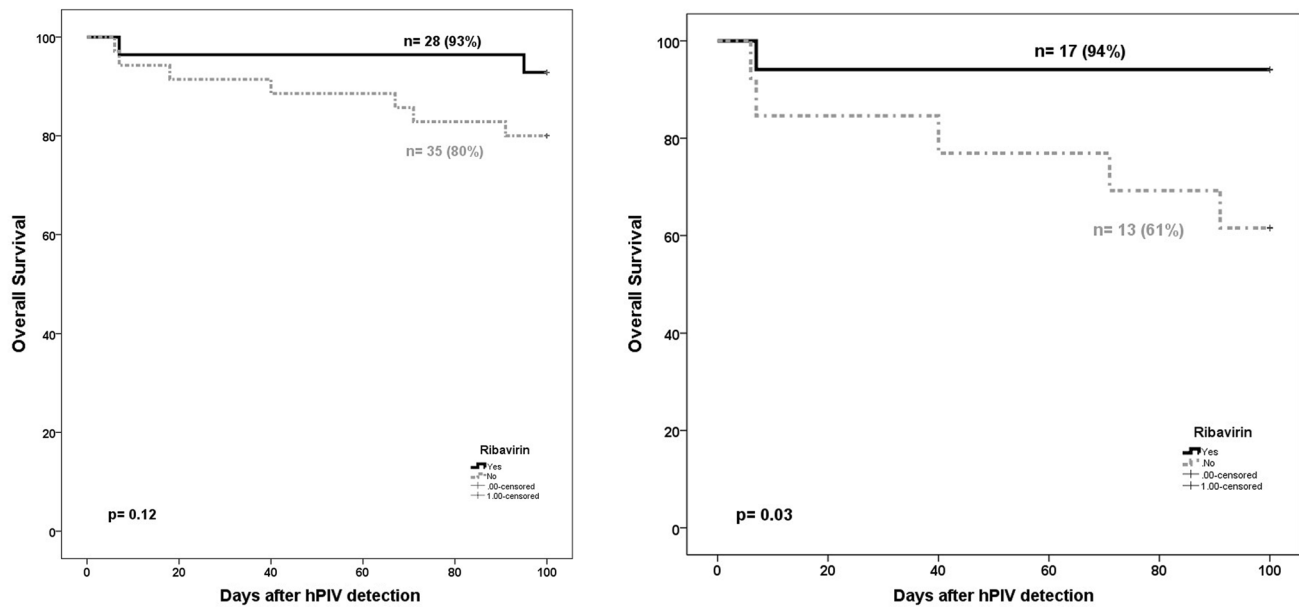 100
80
60
40
20
0
Overall Survival
n= 28 (93%)
n= 35 (80%)
Ribavirin
Yes
No
.00-censored
1.00-censored
p= 0.12
0 20 40 60 80 100
Days after hPIV detection
100
80
60
40
20
0
Overall Survival
n= 17 (94%)
n= 13 (61%)
Ribavirin
Yes
.No
.00-censored
1.00-censored
p= 0.03
0 20 40 60 80 100
Days after hPIV detection